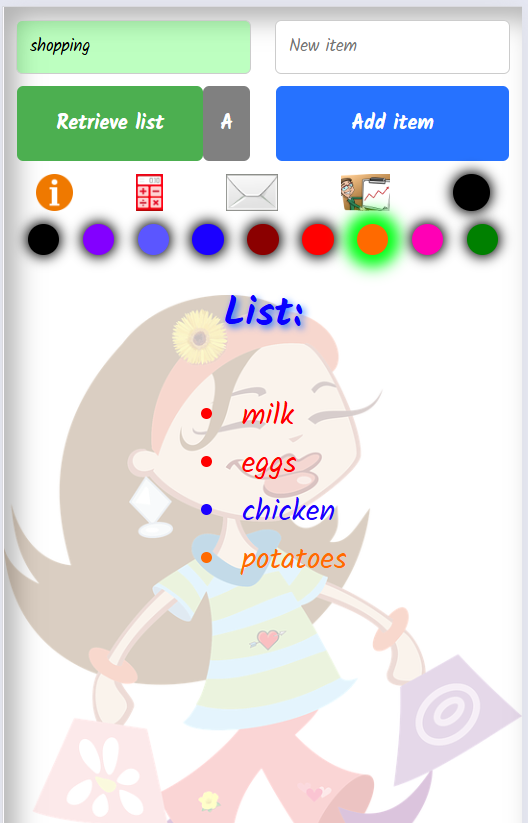 shopping
New item
Retrieve list
A
Add item
List:
milk
eggs
chicken
potatoes